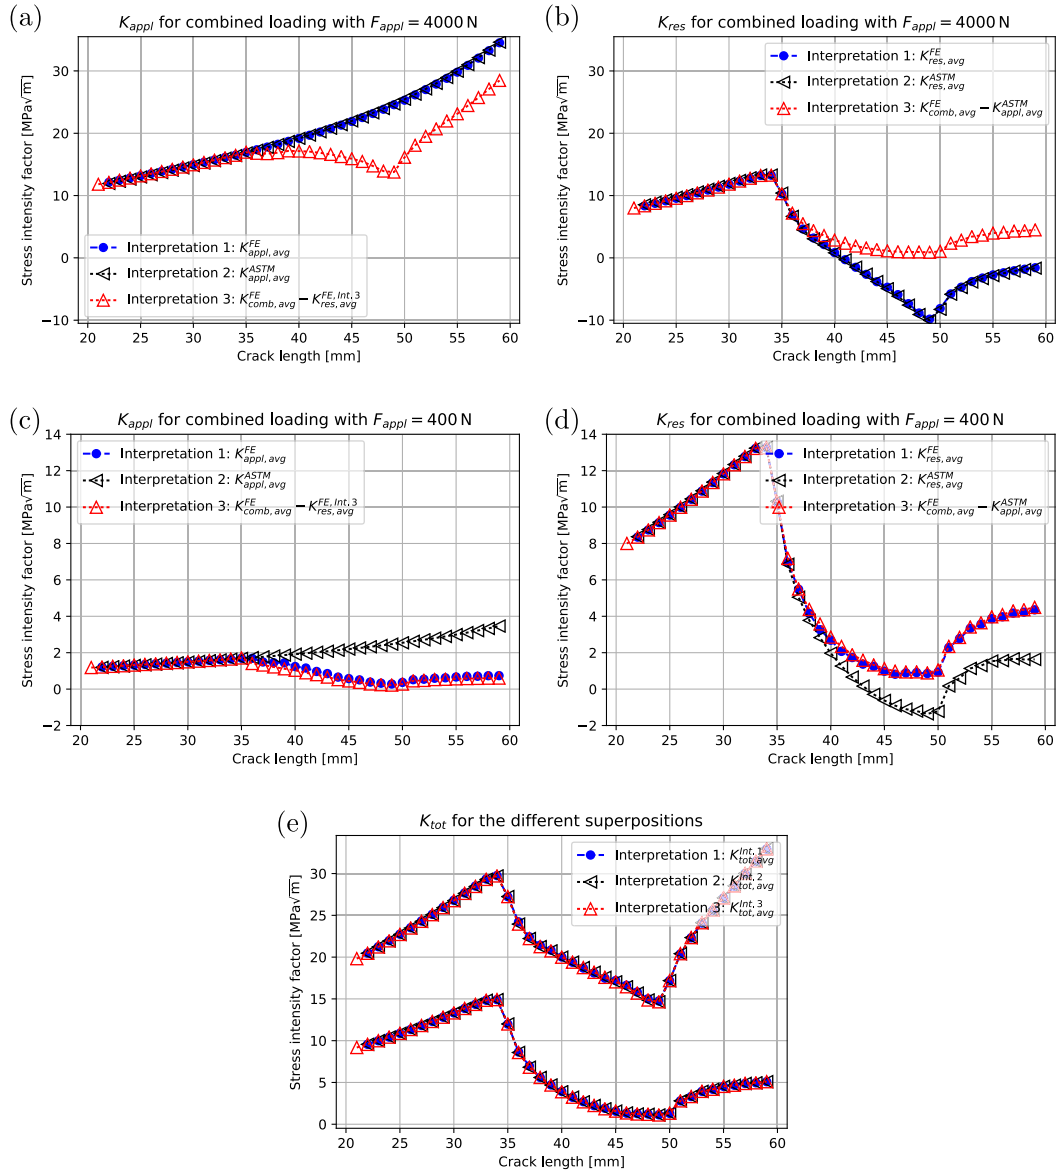 (a)
K_appl for combined loading with F_appl = 4000 N
Stress intensity factor [MPa√m]
30
20
10
0
−10
Interpretation 1: K^FE_appl,avg
Interpretation 2: K^ASTM_appl,avg
Interpretation 3: K^FE_comb,avg − K^FE,Int,3_res,avg
20 25 30 35 40 45 50 55 60
Crack length [mm]
(b)
K_res for combined loading with F_appl = 4000 N
Stress intensity factor [MPa√m]
30
20
10
0
−10
Interpretation 1: K^FE_res,avg
Interpretation 2: K^ASTM_res,avg
Interpretation 3: K^FE_comb,avg − K^ASTM_appl,avg
20 25 30 35 40 45 50 55 60
Crack length [mm]
(c)
K_appl for combined loading with F_appl = 400 N
Stress intensity factor [MPa√m]
14
12
10
8
6
4
2
0
−2
Interpretation 1: K^FE_appl,avg
Interpretation 2: K^ASTM_appl,avg
Interpretation 3: K^FE_comb,avg − K^FE,Int,3_res,avg
20 25 30 35 40 45 50 55 60
Crack length [mm]
(d)
K_res for combined loading with F_appl = 400 N
Stress intensity factor [MPa√m]
14
12
10
8
6
4
2
0
−2
Interpretation 1: K^FE_res,avg
Interpretation 2: K^ASTM_res,avg
Interpretation 3: K^FE_comb,avg − K^ASTM_appl,avg
20 25 30 35 40 45 50 55 60
Crack length [mm]
(e)
K_tot for the different superpositions
Stress intensity factor [MPa√m]
30
25
20
15
10
5
0
Interpretation 1: K^Int,1_tot,avg
Interpretation 2: K^Int,2_tot,avg
Interpretation 3: K^Int,3_tot,avg
20 25 30 35 40 45 50 55 60
Crack length [mm]